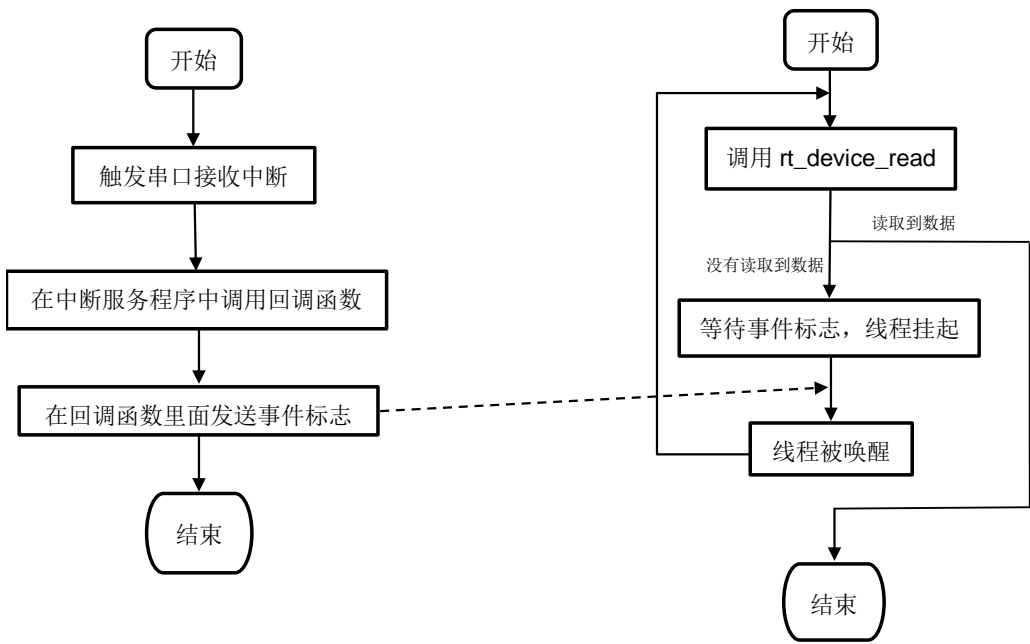 开始
触发串口接收中断
在中断服务程序中调用回调函数
在回调函数里面发送事件标志
结束
开始
调用 rt_device_read
读取到数据
没有读取到数据
等待事件标志，线程挂起
线程被唤醒
结束